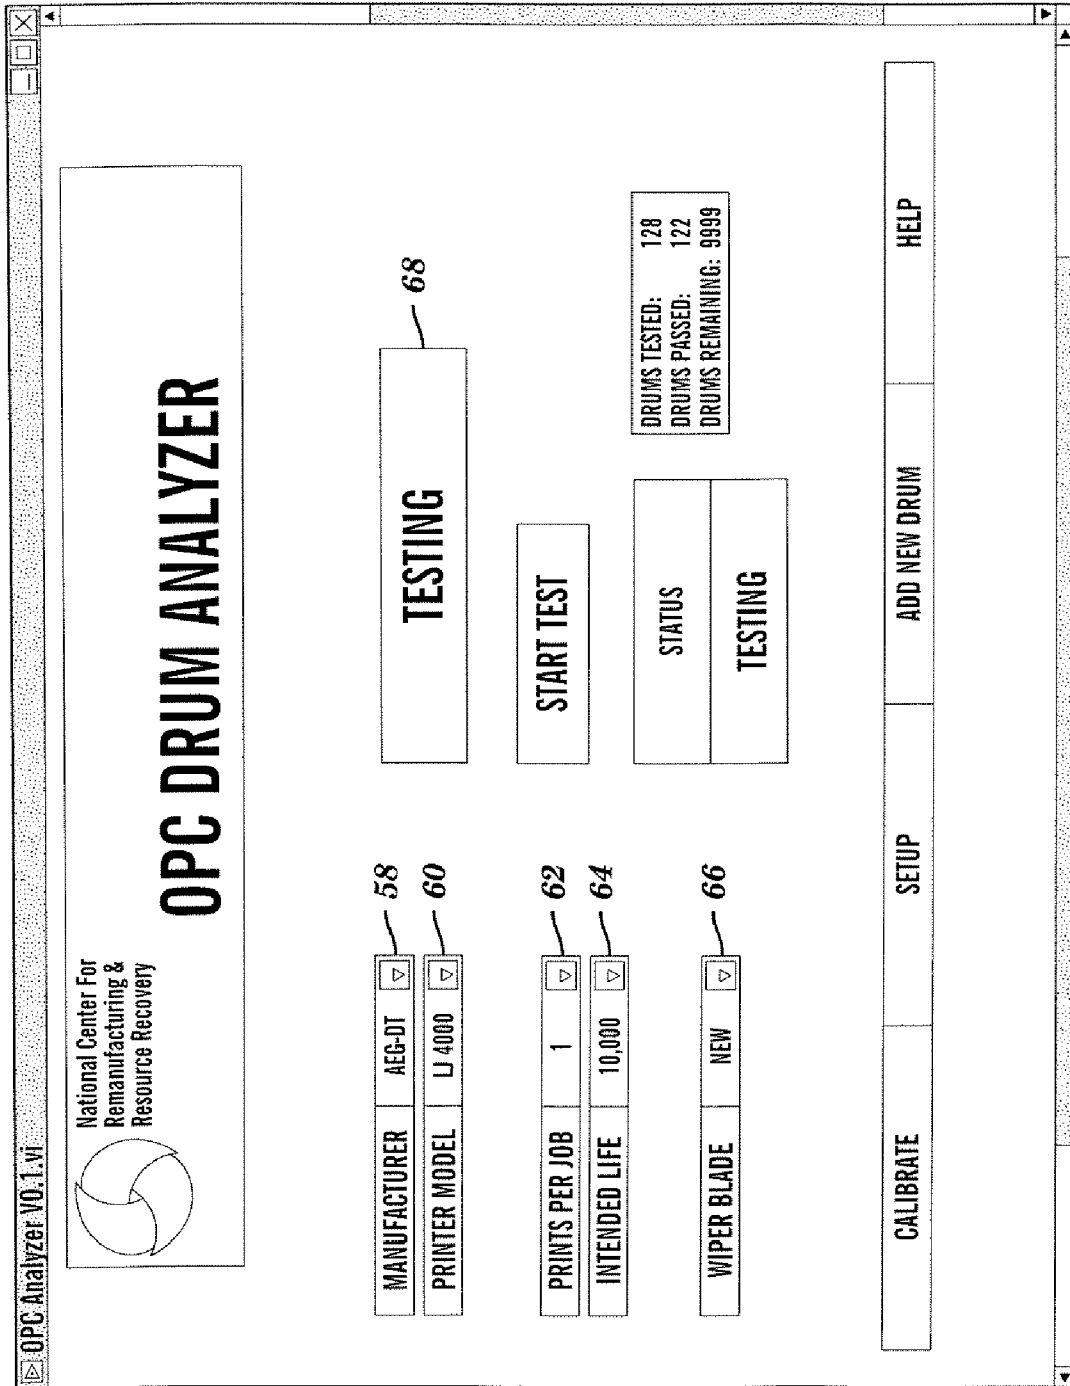 OPC Analyzer V0.1.vi
National Center For
Remanufacturing &
Resource Recovery
OPC DRUM ANALYZER
MANUFACTURER AEG-DT 58
PRINTER MODEL LJ 4000 60
PRINTS PER JOB 1 62
INTENDED LIFE 10,000 64
WIPER BLADE NEW 66
TESTING 68
START TEST
STATUS
TESTING
DRUMS TESTED: 128
DRUMS PASSED: 122
DRUMS REMAINING: 9999
CALIBRATE SETUP ADD NEW DRUM HELP